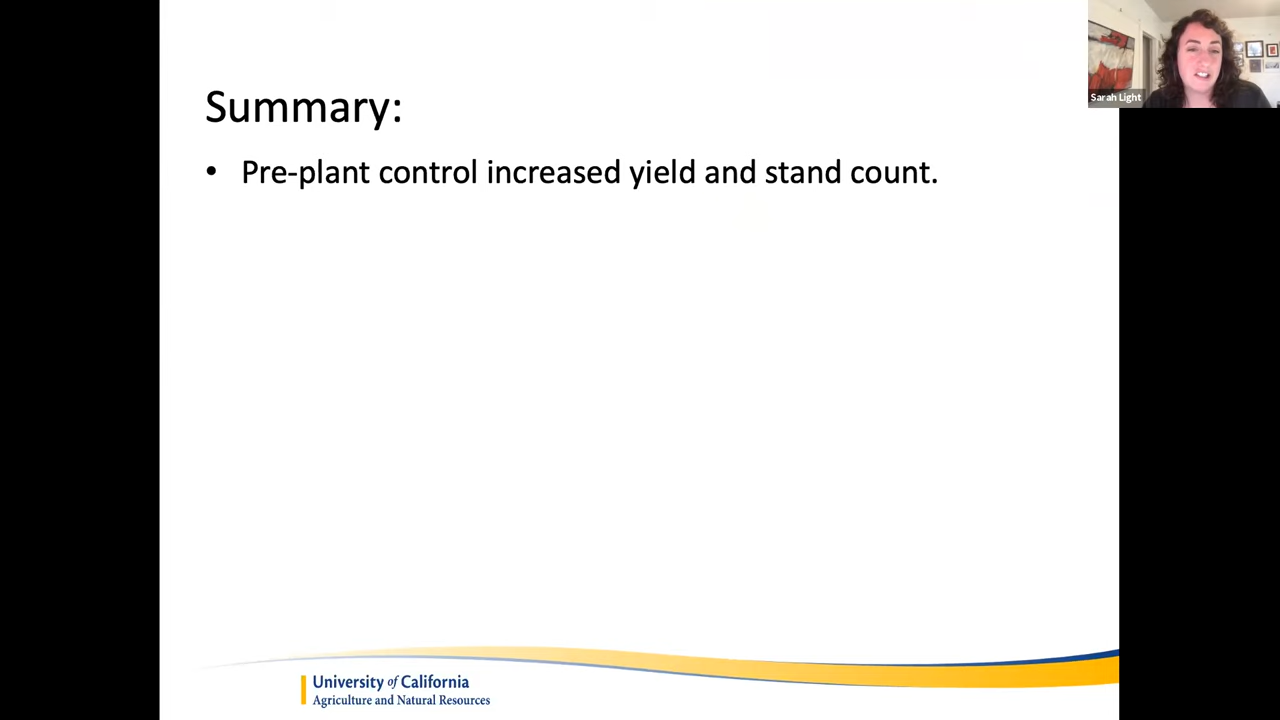 Summary:
• Pre-plant control increased yield and stand count.
Sarah Light
University of California
Agriculture and Natural Resources